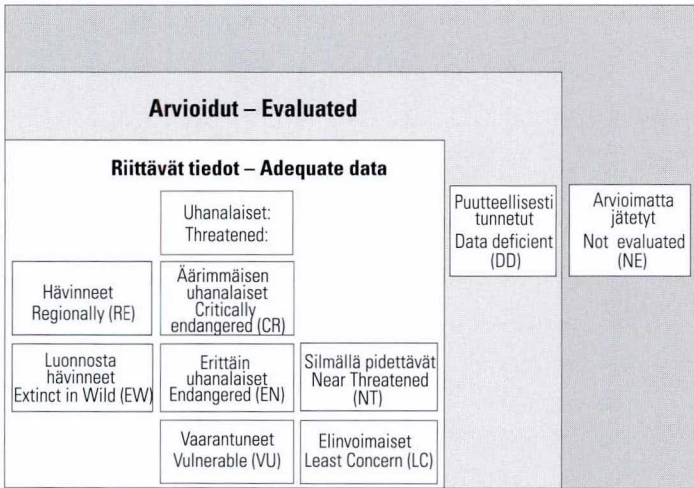 Arvioidut – Evaluated
Riittävät tiedot – Adequate data
Uhanalaiset:
Threatened:
Puutteellisesti
tunnetut
Data deficient
(DD)
Arvioimatta
jätetyt
Not evaluated
(NE)
Hävinneet
Regionally (RE)
Äärimmäisen
uhanalaiset
Critically
endangered (CR)
Luonnosta
hävinneet
Extinct in Wild (EW)
Erittäin
uhanalaiset
Endangered (EN)
Silmällä pidettävät
Near Threatened
(NT)
Vaarantuneet
Vulnerable (VU)
Elinvoimaiset
Least Concern (LC)